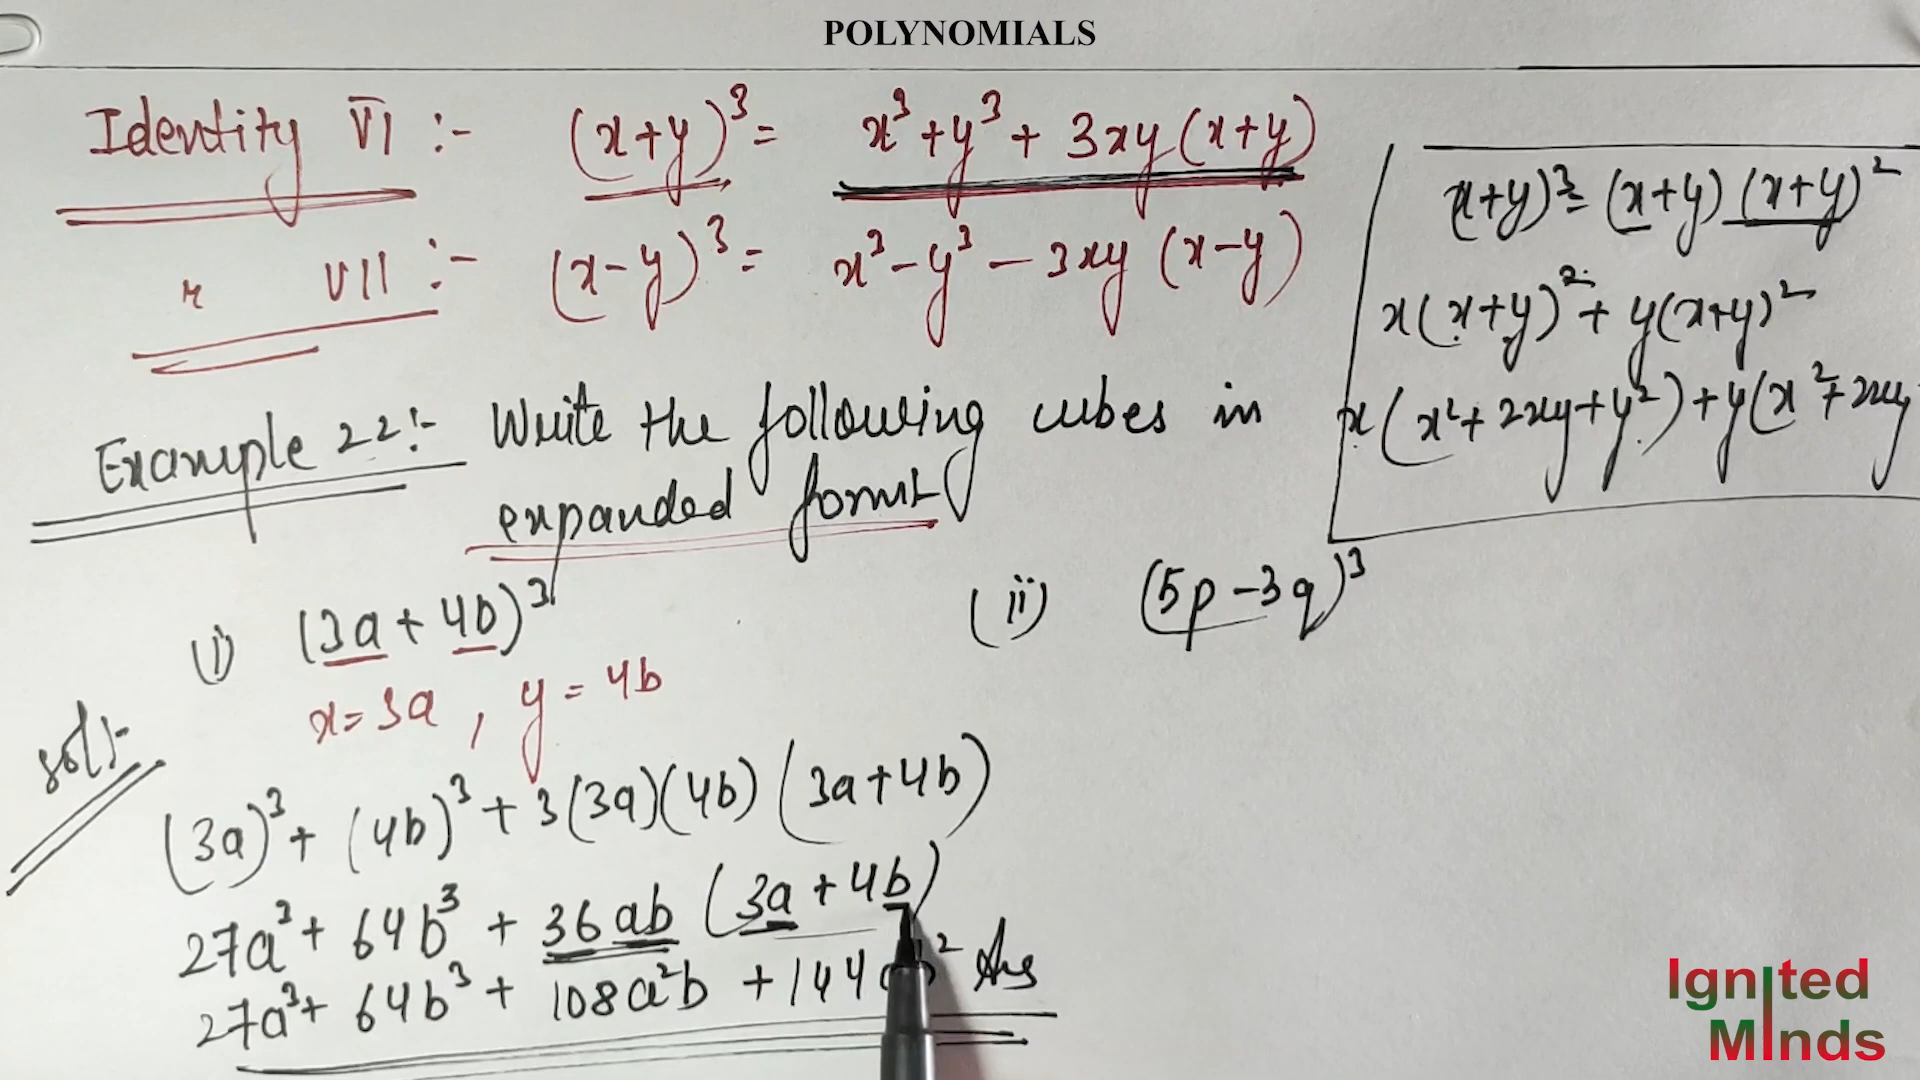 POLYNOMIALS
Identity VI :- (x+y)³ = x³+y³+3xy(x+y)
" VII :- (x-y)³ = x³-y³-3xy(x-y)
(x+y)³ = (x+y)(x+y)²
x(x+y)² + y(x+y)²
x(x²+2xy+y²)+y(x²+2xy
Example 22:- Write the following cubes in
expanded form:
(i) (3a+4b)³ (ii) (5p-3q)³
x=3a, y=4b
sol:-
(3a)³ + (4b)³ + 3(3a)(4b)(3a+4b)
27a³ + 64b³ + 36ab(3a+4b)
27a³ + 64b³ + 108a²b + 144 ² Ans
Ignited
Minds